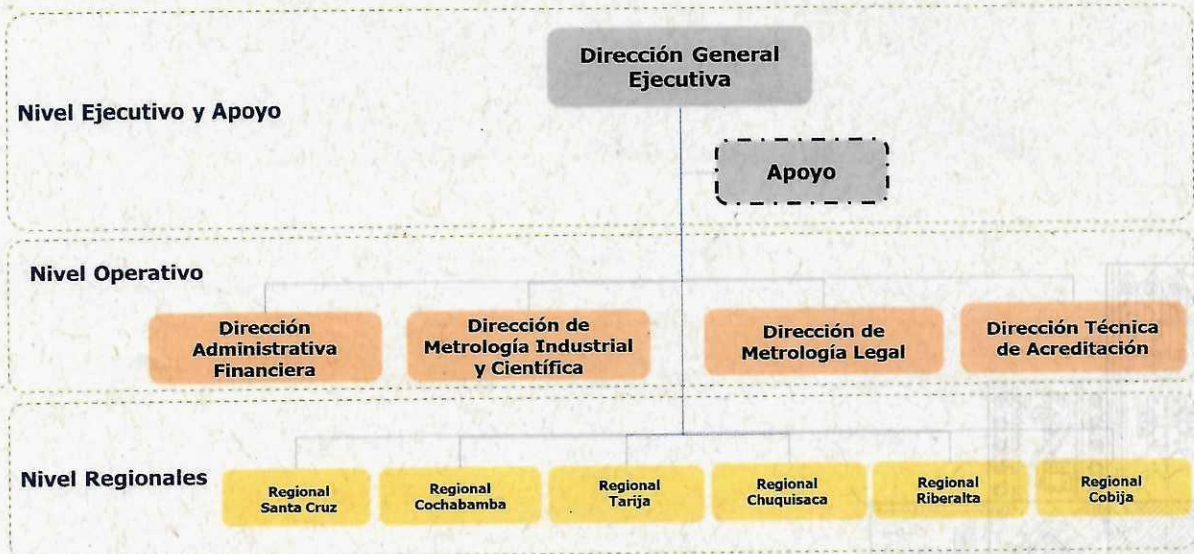 Dirección General
Ejecutiva
Nivel Ejecutivo y Apoyo
Apoyo
Nivel Operativo
Dirección
Administrativa
Financiera
Dirección de
Metrología Industrial
y Científica
Dirección de
Metrología Legal
Dirección Técnica
de Acreditación
Nivel Regionales
Regional
Santa Cruz
Regional
Cochabamba
Regional
Tarija
Regional
Chuquisaca
Regional
Riberalta
Regional
Cobija